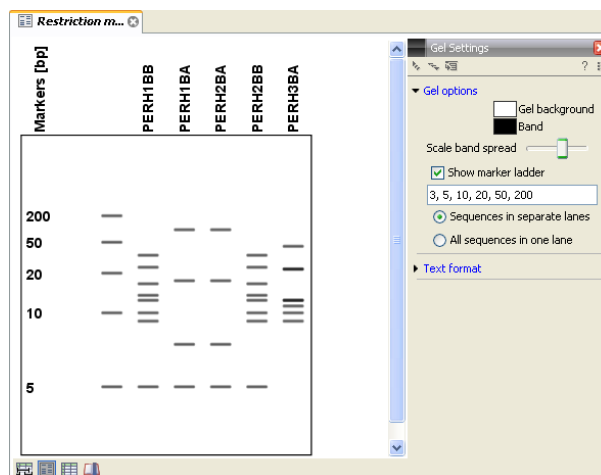 Restriction m...
Markers [bp]
PERH1BB
PERH1BA
PERH2BA
PERH2BB
PERH3BA
200
50
20
10
5
Gel Settings
?
Gel options
Gel background
Band
Scale band spread
Show marker ladder
3, 5, 10, 20, 50, 200
Sequences in separate lanes
All sequences in one lane
Text format